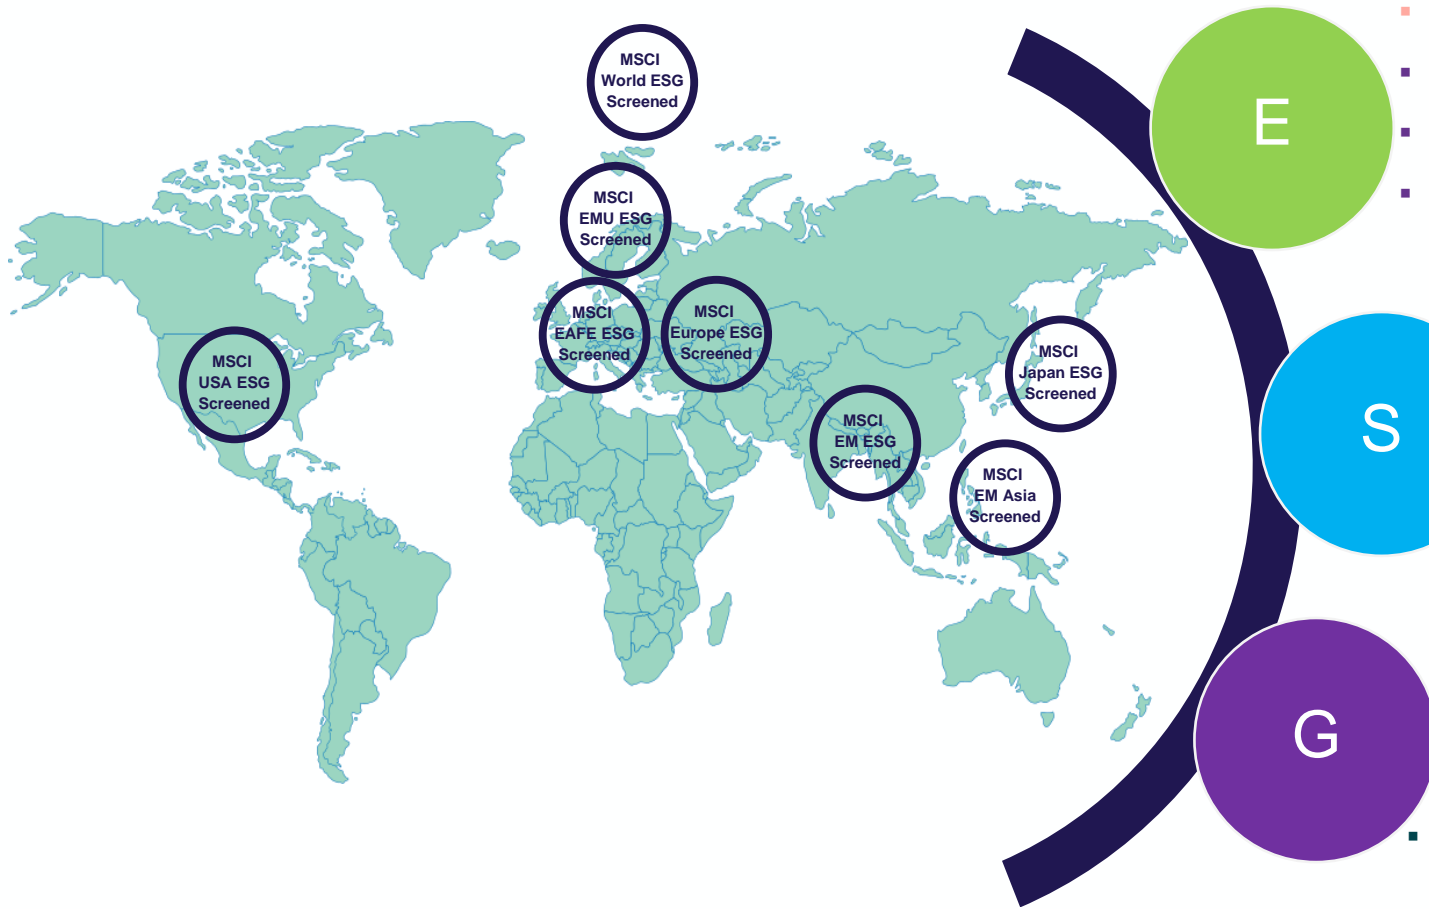 MSCI
World ESG
Screened
MSCI
EMU ESG
Screened
MSCI
EAFE ESG
Screened
MSCI
Europe ESG
Screened
MSCI
USA ESG
Screened
MSCI
Japan ESG
Screened
MSCI
EM ESG
Screened
MSCI
EM Asia
Screened
E
S
G